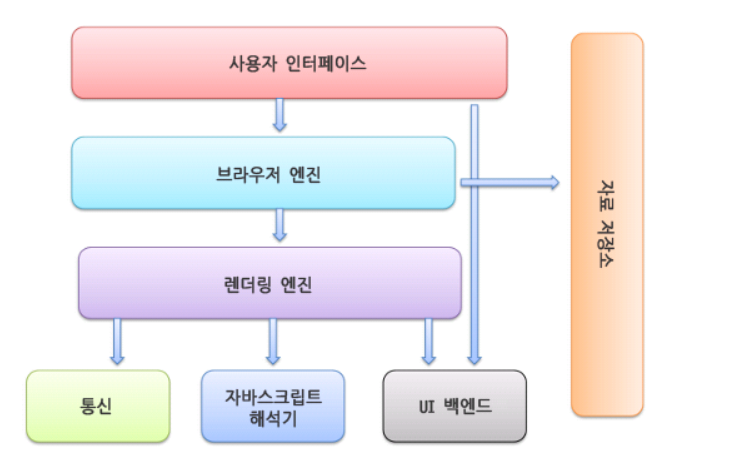 사용자 인터페이스
브라우저 엔진
자료 저장소
렌더링 엔진
통신
자바스크립트
해석기
UI 백엔드